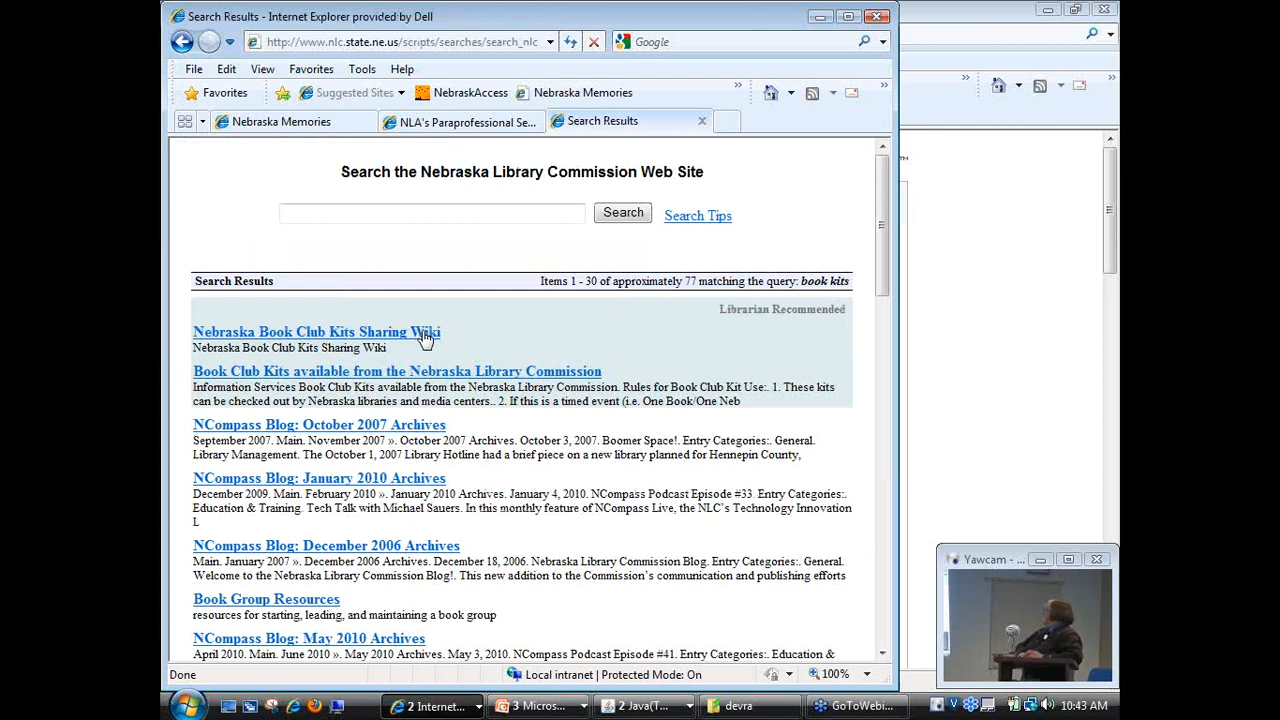 Search Results - Internet Explorer provided by Dell
http://www.nlc.state.ne.us/scripts/searches/search_nlc
Google
File Edit View Favorites Tools Help
Favorites Suggested Sites NebraskAccess Nebraska Memories »
»
Nebraska Memories NLA's Paraprofessional Se... Search Results x
Search the Nebraska Library Commission Web Site
Search Search Tips
Search Results Items 1 - 30 of approximately 77 matching the query: book kits
Librarian Recommended
Nebraska Book Club Kits Sharing Wiki
Nebraska Book Club Kits Sharing Wiki
Book Club Kits available from the Nebraska Library Commission
Information Services Book Club Kits available from the Nebraska Library Commission. Rules for Book Club Kit Use:. 1. These kits
can be checked out by Nebraska libraries and media centers.. 2. If this is a timed event (i.e. One Book/One Neb
NCompass Blog: October 2007 Archives
September 2007. Main. November 2007 ». October 2007 Archives. October 3, 2007. Boomer Space!. Entry Categories:. General.
Library Management. The October 1, 2007 Library Hotline had a brief piece on a new library planned for Hennepin County,
NCompass Blog: January 2010 Archives
December 2009. Main. February 2010 ». January 2010 Archives. January 4, 2010. NCompass Podcast Episode #33. Entry Categories:.
Education & Training. Tech Talk with Michael Sauers. In this monthly feature of NCompass Live, the NLC's Technology Innovation
L
NCompass Blog: December 2006 Archives
Main. January 2007 ». December 2006 Archives. December 18, 2006. Nebraska Library Commission Blog. Entry Categories:. General.
Welcome to the Nebraska Library Commission Blog!. This new addition to the Commission's communication and publishing efforts
Book Group Resources
resources for starting, leading, and maintaining a book group
NCompass Blog: May 2010 Archives
April 2010. Main. June 2010 ». May 2010 Archives. May 3, 2010. NCompass Podcast Episode #41. Entry Categories:. Education &
Yawcam - ...
Done Local intranet | Protected Mode: On 100%
2 Internet... 3 Micros... 2 Java(T... devra GoToWebi... 10:43 AM